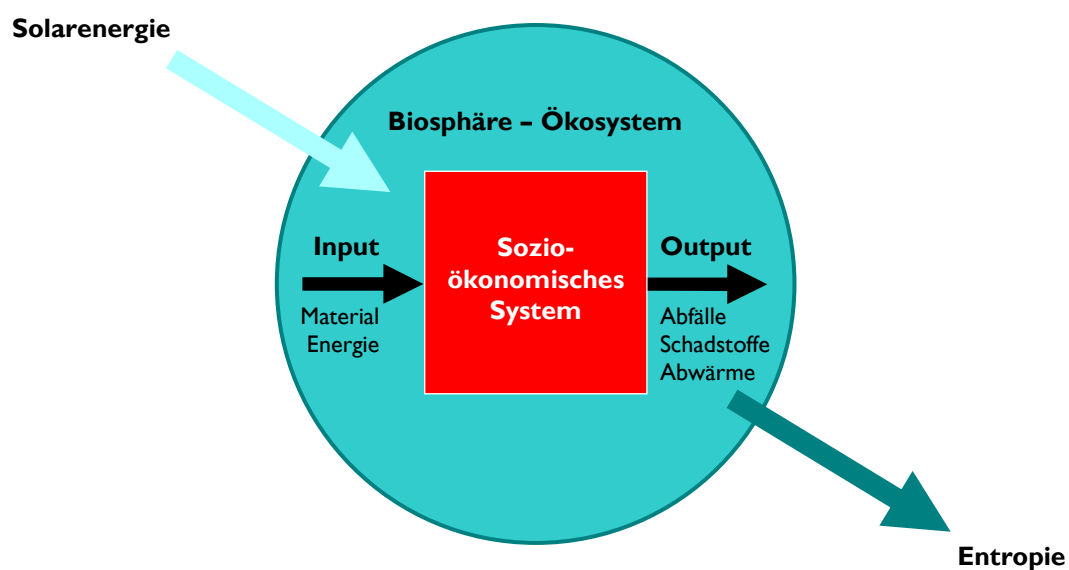 Solarenergie
Biosphäre – Ökosystem
Input
Material
Energie
Sozio-
ökonomisches
System
Output
Abfälle
Schadstoffe
Abwärme
Entropie